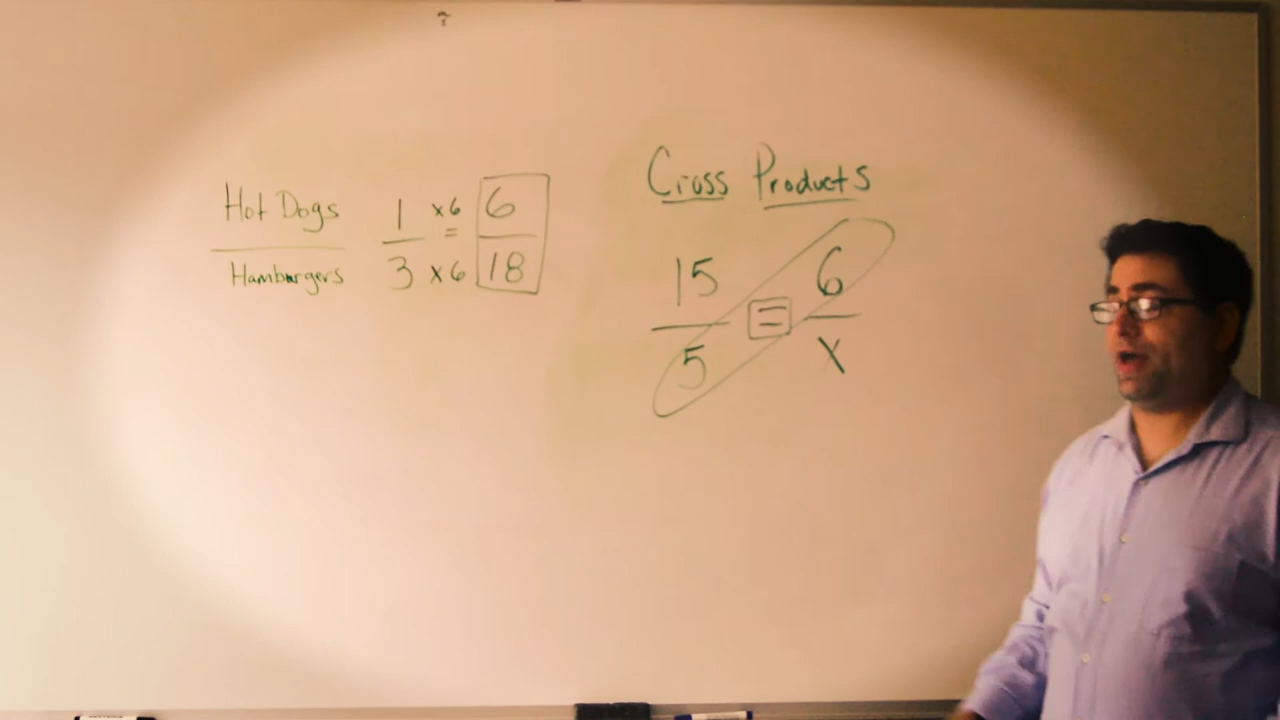 Hot Dogs 1 x6 = 6
Hamburgers 3 x6 18
Cross Products
15 = 6
5 x